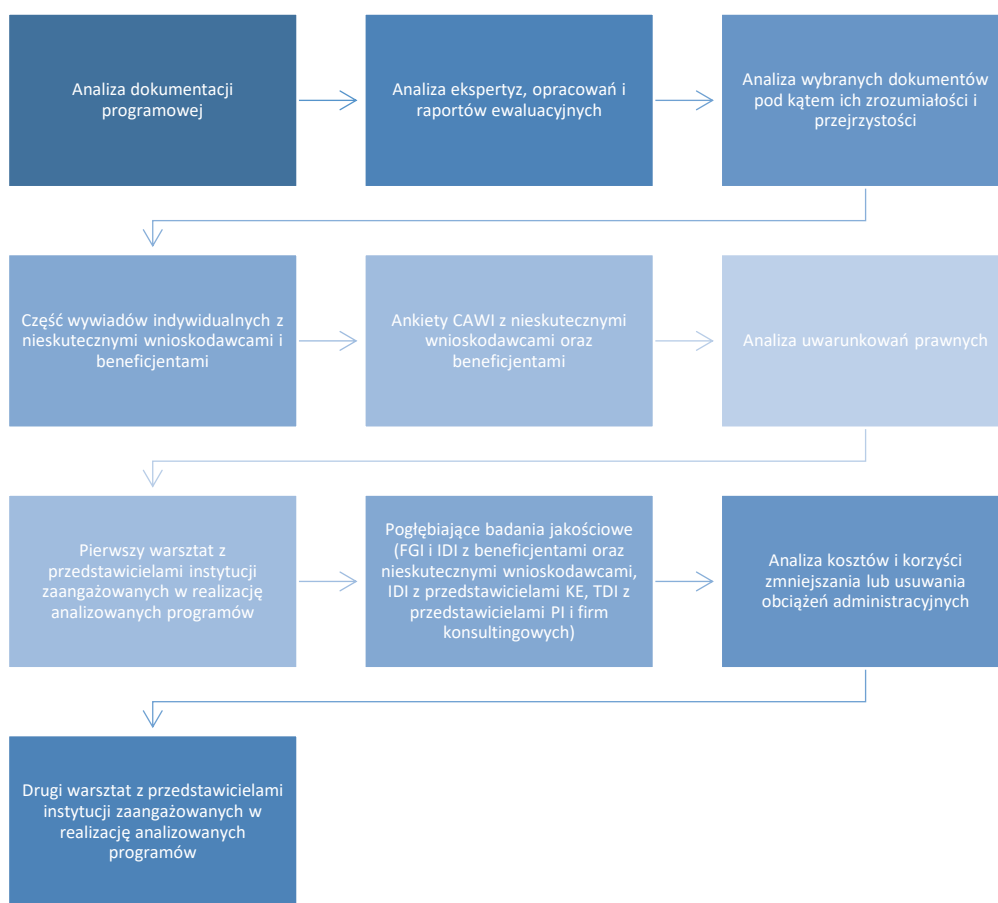 Analiza dokumentacji
programowej
Analiza ekspertyz, opracowań i
raportów ewaluacyjnych
Analiza wybranych dokumentów
pod kątem ich zrozumiałości i
przejrzystości
Część wywiadów indywidualnych z
nieskutecznymi wnioskodawcami i
beneficjentami
Ankiety CAWI z nieskutecznymi
wnioskodawcami oraz
beneficjentami
Analiza uwarunkowań prawnych
Pierwszy warsztat z
przedstawicielami instytucji
zaangażowanych w realizację
analizowanych programów
Pogłębiające badania jakościowe
(FGI i IDI z beneficjentami oraz
nieskutecznymi wnioskodawcami,
IDI z przedstawicielami KE, TDI z
przedstawicielami PI i firm
konsultingowych)
Analiza kosztów i korzyści
zmniejszania lub usuwania
obciążeń administracyjnych
Drugi warsztat z przedstawicielami
instytucji zaangażowanych w
realizację analizowanych
programów